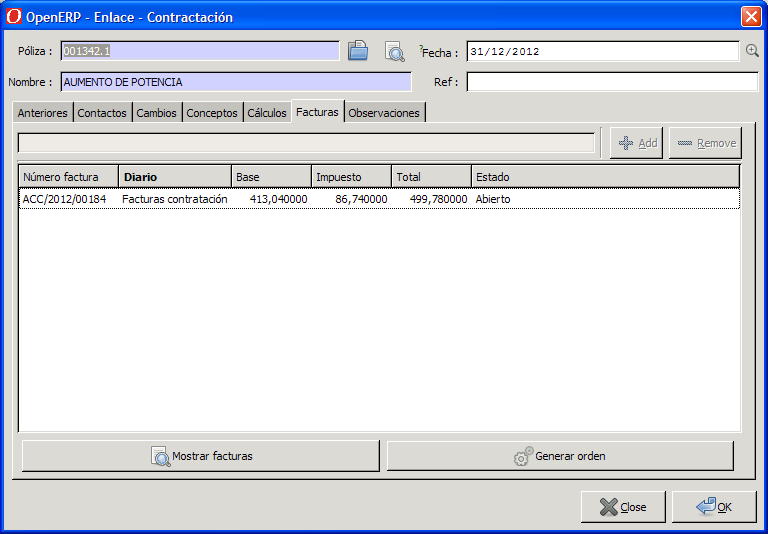 OpenERP - Enlace - Contractación
Póliza : 001342.1 ?Fecha : 31/12/2012
Nombre : AUMENTO DE POTENCIA Ref :
Anteriores Contactos Cambios Conceptos Cálculos Facturas Observaciones
Add Remove
Número factura Diario Base Impuesto Total Estado
ACC/2012/00184 Facturas contratación 413,040000 86,740000 499,780000 Abierto
Mostrar facturas Generar orden
Close OK